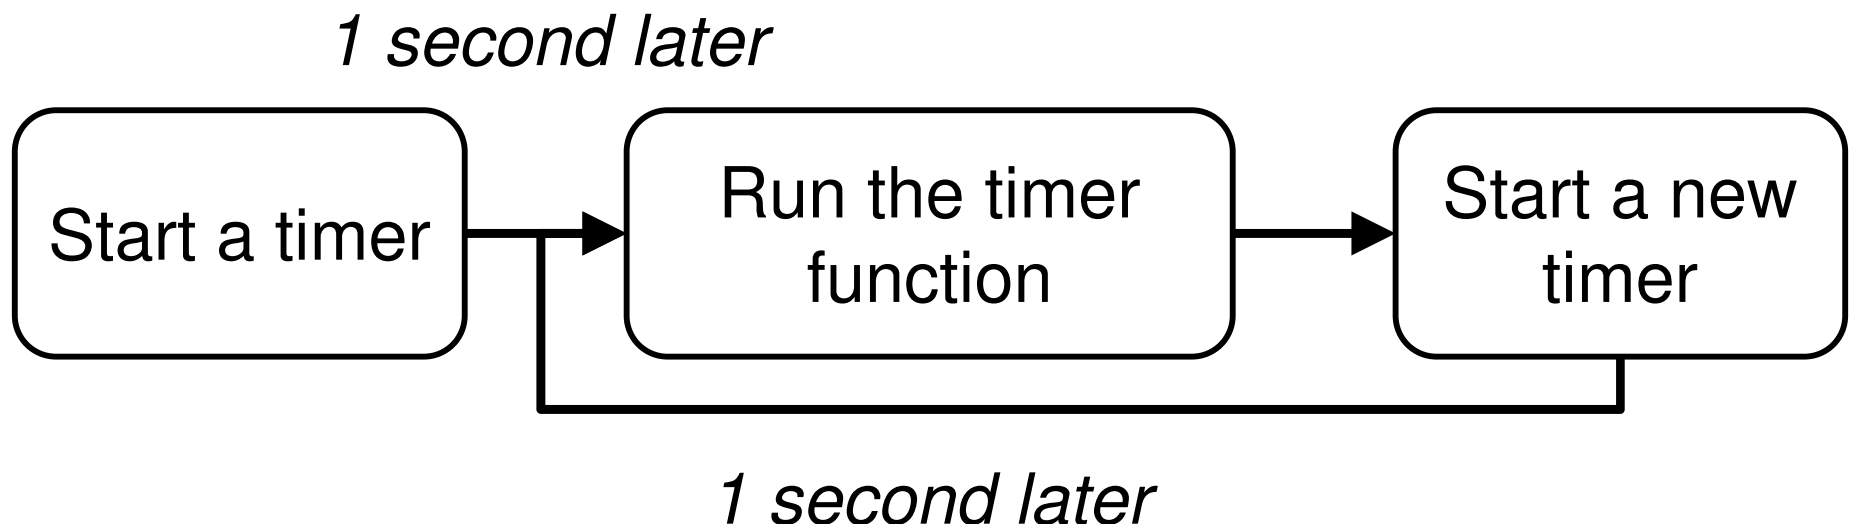 1 second later
Start a timer
Run the timer
function
Start a new
timer
1 second later